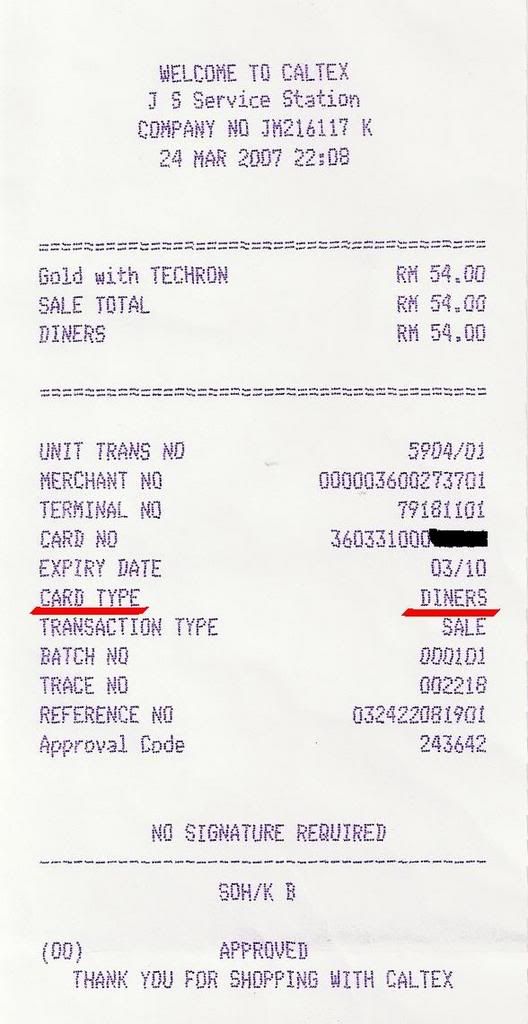 WELCOME TO CALTEX
J S Service Station
COMPANY NO JM216117 K
24 MAR 2007 22:08
================================================
Gold with TECHRON RM 54.00
SALE TOTAL RM 54.00
DINERS RM 54.00
================================================
UNIT TRANS NO 5904/01
MERCHANT NO 000003600273701
TERMINAL NO 79181101
CARD NO 360331000
EXPIRY DATE 03/10
CARD TYPE DINERS
TRANSACTION TYPE SALE
BATCH NO 000101
TRACE NO 002218
REFERENCE NO 032422081901
Approval Code 243642
NO SIGNATURE REQUIRED
------------------------------------------------
SOH/K B
(00) APPROVED
THANK YOU FOR SHOPPING WITH CALTEX